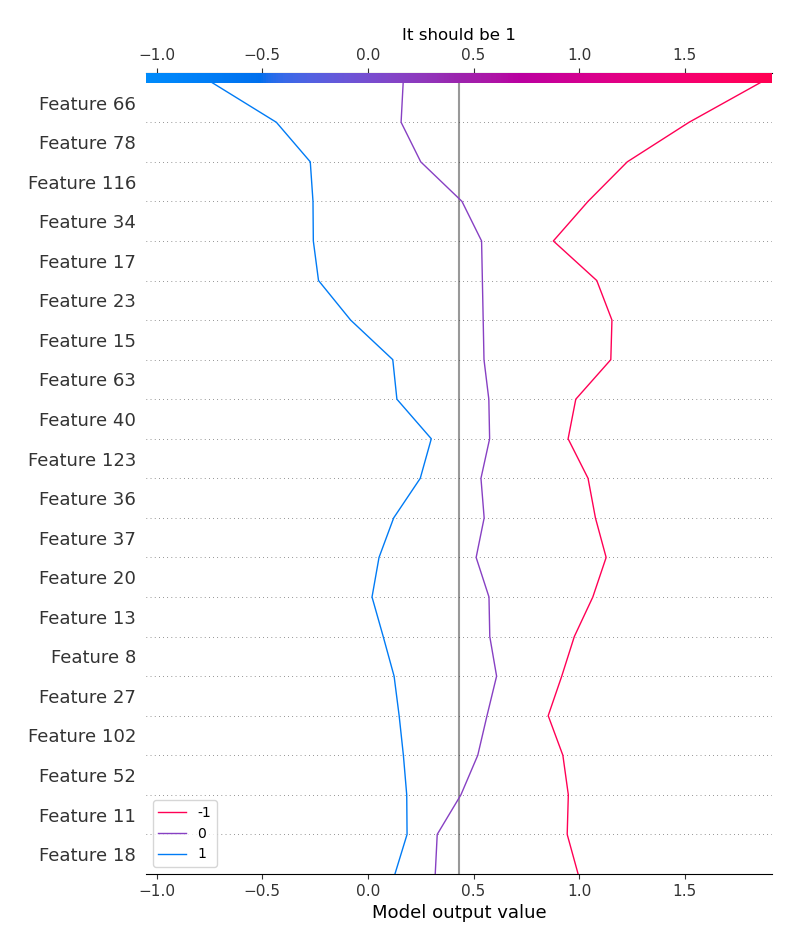 It should be 1
−1.0 −0.5 0.0 0.5 1.0 1.5
Feature 66
Feature 78
Feature 116
Feature 34
Feature 17
Feature 23
Feature 15
Feature 63
Feature 40
Feature 123
Feature 36
Feature 37
Feature 20
Feature 13
Feature 8
Feature 27
Feature 102
Feature 52
Feature 11
Feature 18
-1
0
1
−1.0 −0.5 0.0 0.5 1.0 1.5
Model output value